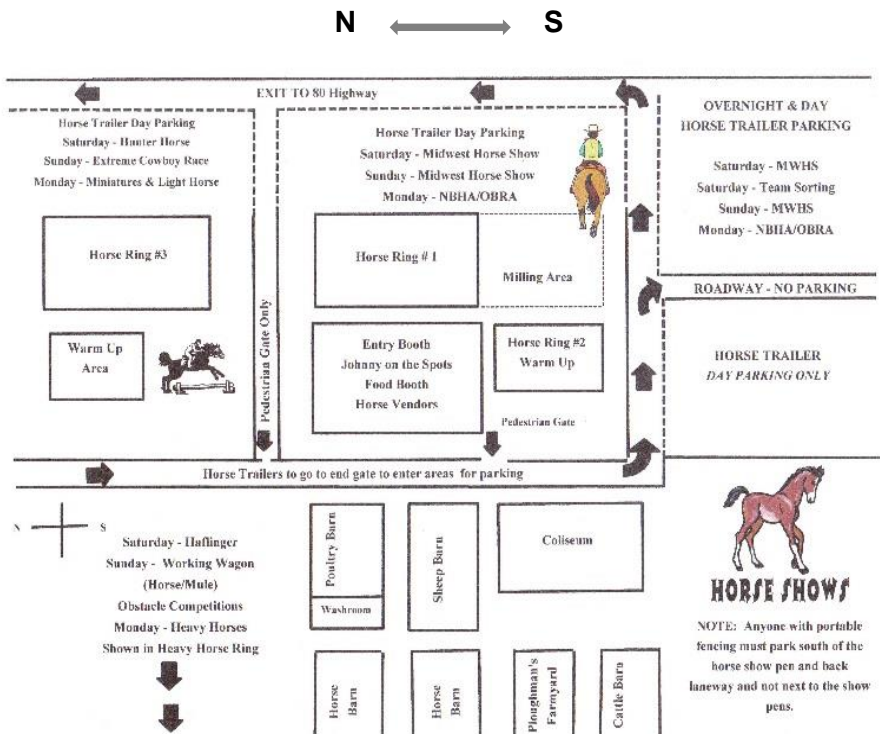 N S
EXIT TO 80 Highway
Horse Trailer Day Parking
Saturday - Hunter Horse
Sunday - Extreme Cowboy Race
Monday - Miniatures & Light Horse
Horse Trailer Day Parking
Saturday - Midwest Horse Show
Sunday - Midwest Horse Show
Monday - NBHA/OBRA
OVERNIGHT & DAY
HORSE TRAILER PARKING
Saturday - MWHS
Saturday - Team Sorting
Sunday - MWHS
Monday - NBHA/OBRA
Horse Ring #3
Horse Ring # 1
Milling Area
ROADWAY - NO PARKING
Warm Up
Area
Pedestrian Gate Only
Entry Booth
Johnny on the Spots
Food Booth
Horse Vendors
Horse Ring #2
Warm Up
HORSE TRAILER
DAY PARKING ONLY
Pedestrian Gate
Horse Trailers to go to end gate to enter areas for parking
N S
Saturday - Haflinger
Sunday - Working Wagon
(Horse/Mule)
Obstacle Competitions
Monday - Heavy Horses
Shown in Heavy Horse Ring
Poultry Barn
Washroom
Sheep Barn
Coliseum
HORSE SHOWS
NOTE: Anyone with portable
fencing must park south of the
horse show pen and back
laneway and not next to the show
pens.
Horse
Barn
Horse
Barn
Ploughman's
Farmyard
Cattle Barn